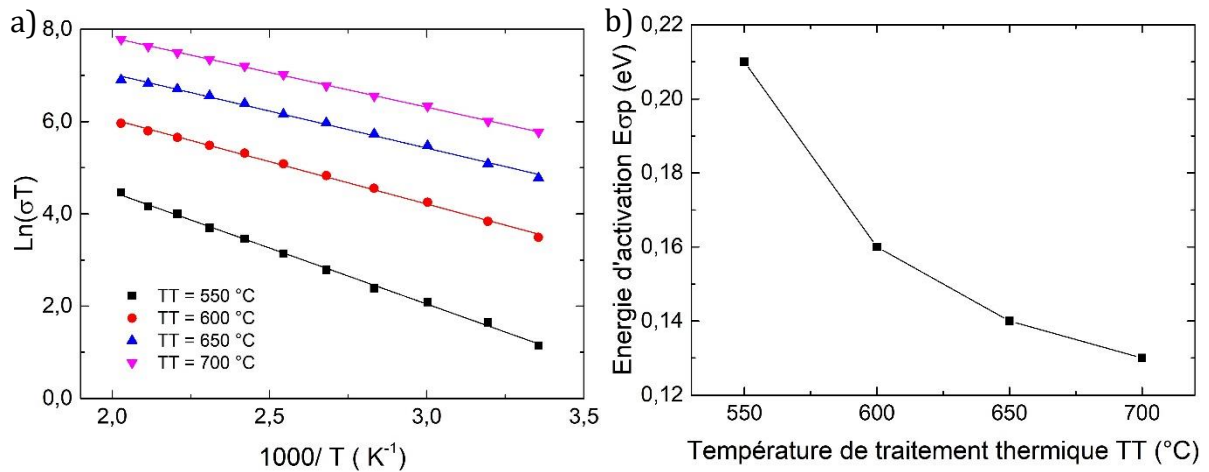 a)
8,0
6,0
4,0
2,0
0,0
Ln(σT)
TT = 550 °C
TT = 600 °C
TT = 650 °C
TT = 700 °C
2,0 2,5 3,0 3,5
1000/ T ( K-1)
b)
0,22
0,20
0,18
0,16
0,14
0,12
Energie d'activation Eσp (eV)
550 600 650 700
Température de traitement thermique TT (°C)